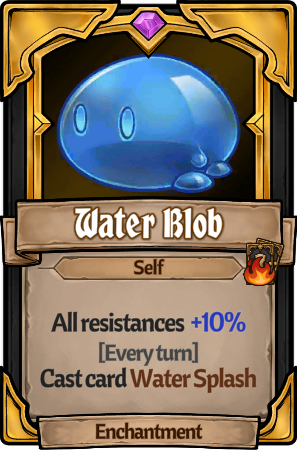 Water Blob
Self
All resistances +10%
[Every turn]
Cast card Water Splash
Enchantment